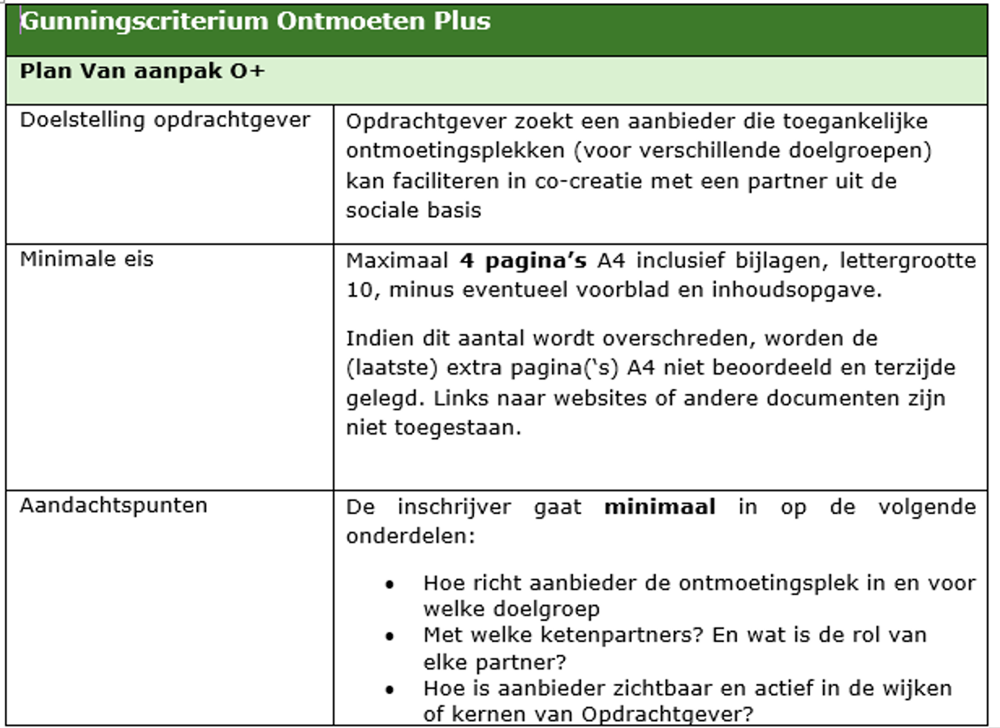 Gunningscriterium Ontmoeten Plus
Plan Van aanpak O+
Doelstelling opdrachtgever
Opdrachtgever zoekt een aanbieder die toegankelijke
ontmoetingsplekken (voor verschillende doelgroepen)
kan faciliteren in co-creatie met een partner uit de
sociale basis
Minimale eis
Maximaal 4 pagina’s A4 inclusief bijlagen, lettergrootte
10, minus eventueel voorblad en inhoudsopgave.
Indien dit aantal wordt overschreden, worden de
(laatste) extra pagina(‘s) A4 niet beoordeeld en terzijde
gelegd. Links naar websites of andere documenten zijn
niet toegestaan.
Aandachtspunten
De inschrijver gaat minimaal in op de volgende
onderdelen:
• Hoe richt aanbieder de ontmoetingsplek in en voor
welke doelgroep
• Met welke ketenpartners? En wat is de rol van
elke partner?
• Hoe is aanbieder zichtbaar en actief in de wijken
of kernen van Opdrachtgever?